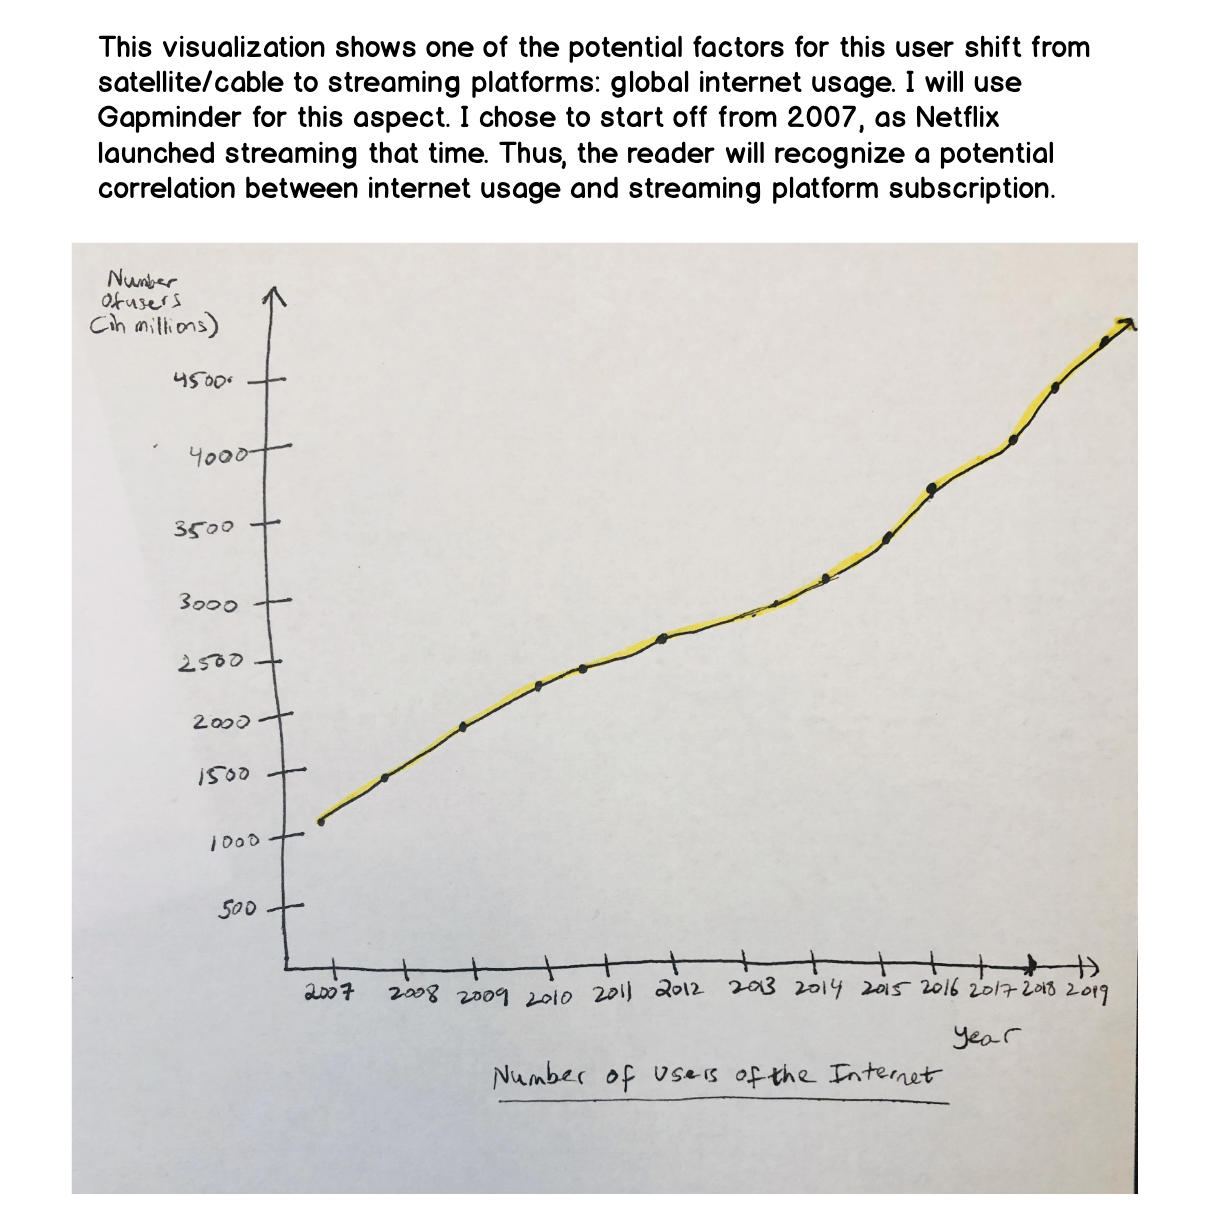 This visualization shows one of the potential factors for this user shift from
satellite/cable to streaming platforms: global internet usage. I will use
Gapminder for this aspect. I chose to start off from 2007, as Netflix
launched streaming that time. Thus, the reader will recognize a potential
correlation between internet usage and streaming platform subscription.
Number
of users
(in millions)
4500
4000
3500
3000
2500
2000
1500
1000
500
2007 2008 2009 2010 2011 2012 2013 2014 2015 2016 2017 2018 2019
year
Number of Users of the Internet